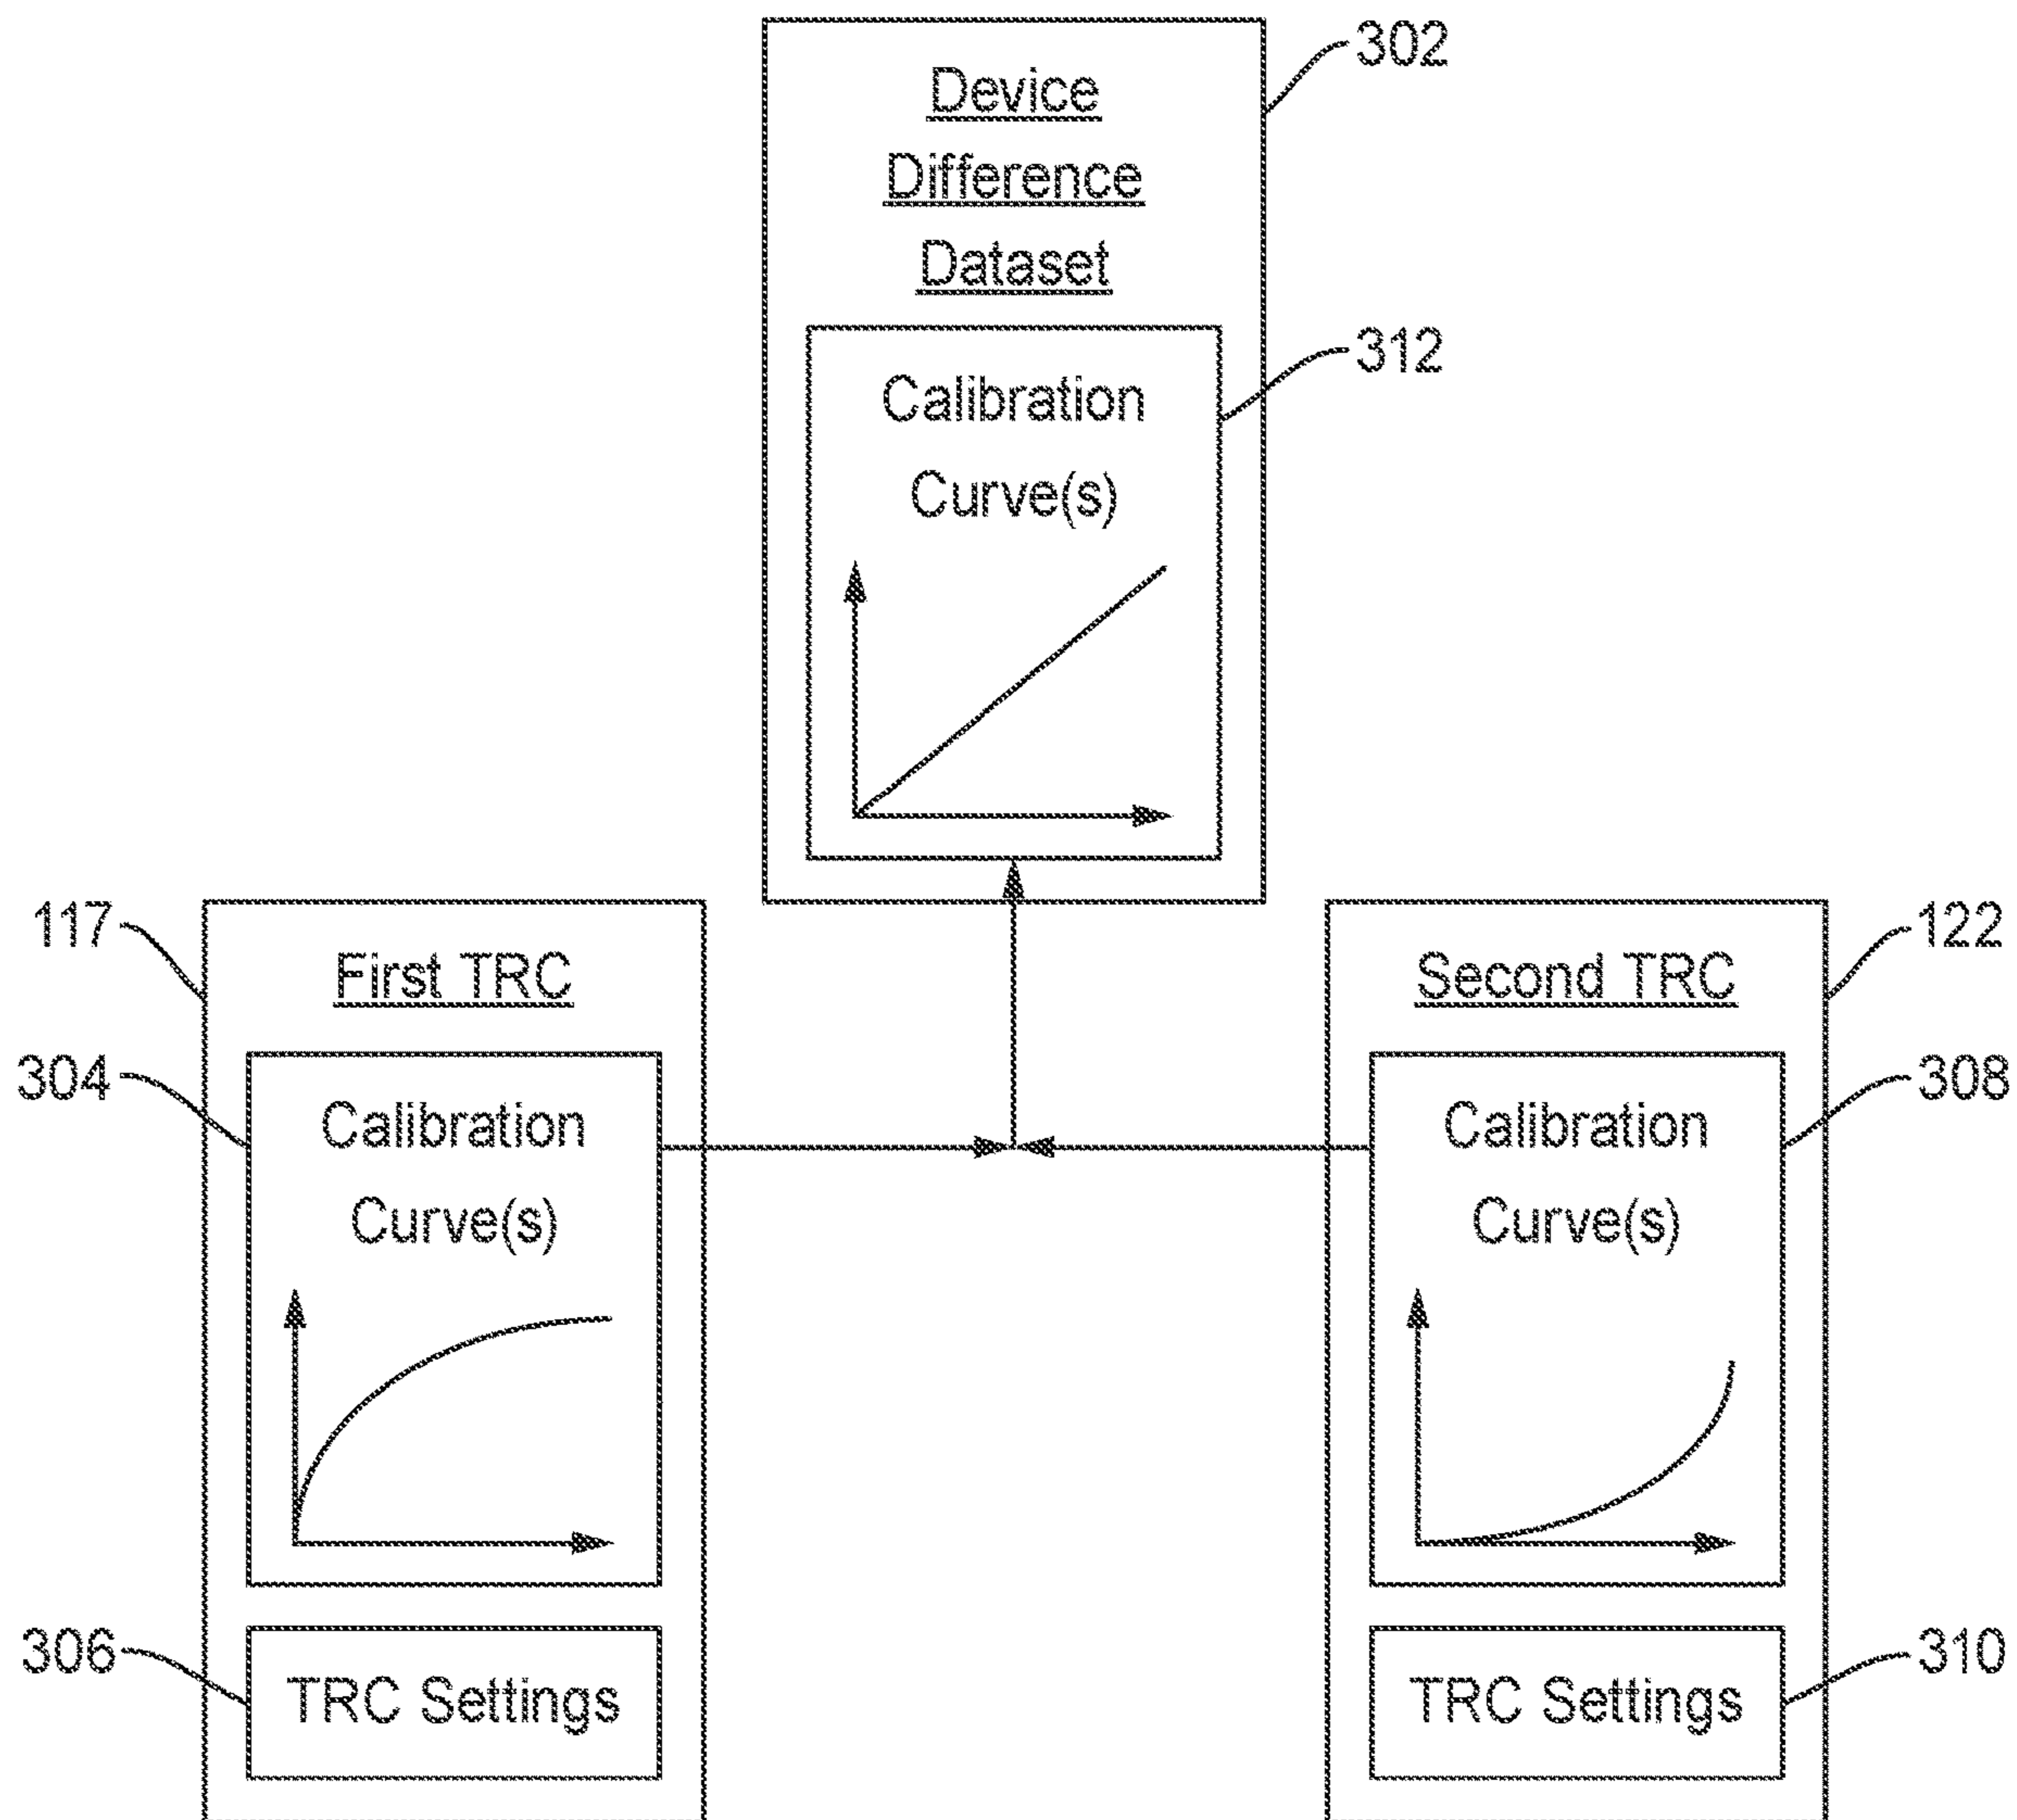 302
Device
Difference
Dataset
312
Calibration
Curve(s)
117
First TRC
304
Calibration
Curve(s)
306
TRC Settings
122
Second TRC
308
Calibration
Curve(s)
310
TRC Settings